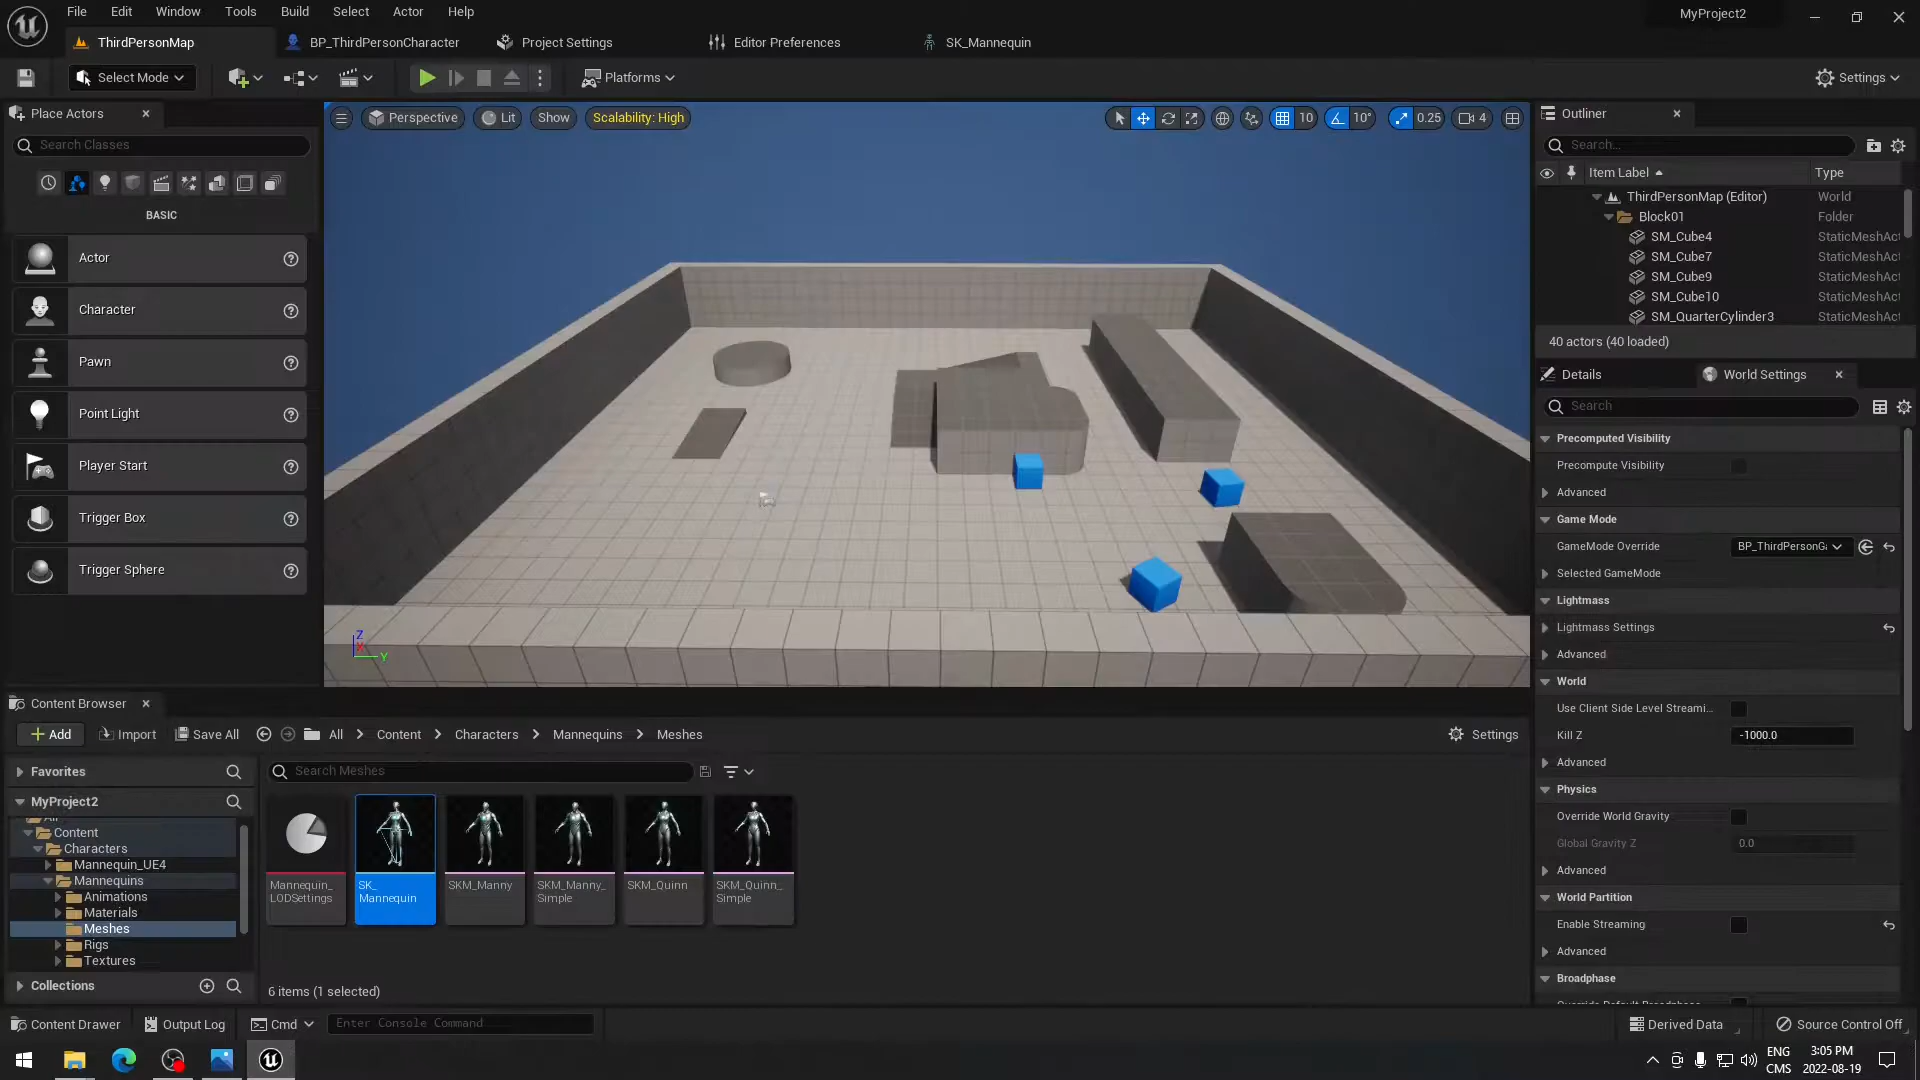 File Edit Window Tools Build Select Actor Help
MyProject2
ThirdPersonMap
BP_ThirdPersonCharacter
Project Settings
Editor Preferences
SK_Mannequin
Select Mode
Platforms
Settings
Place Actors
Search Classes
BASIC
Actor
Character
Pawn
Point Light
Player Start
Trigger Box
Trigger Sphere
Perspective
Lit
Show
Scalability: High
10
10°
0.25
4
Z
X
Y
Outliner
Search...
Item Label
Type
ThirdPersonMap (Editor) World
Block01 Folder
SM_Cube4 StaticMeshAct
SM_Cube7 StaticMeshAct
SM_Cube9 StaticMeshAct
SM_Cube10 StaticMeshAct
SM_QuarterCylinder3 StaticMeshAct
40 actors (40 loaded)
Details
World Settings
Search
Precomputed Visibility
Precompute Visibility
Advanced
Game Mode
GameMode Override BP_ThirdPersonGa
Selected GameMode
Lightmass
Lightmass Settings
Advanced
World
Use Client Side Level Streami...
Kill Z -1000.0
Advanced
Physics
Override World Gravity
Global Gravity Z 0.0
Advanced
World Partition
Enable Streaming
Advanced
Broadphase
Override Default Broadphase
Content Browser
Add
Import
Save All
All > Content > Characters > Mannequins > Meshes
Settings
Favorites
MyProject2
All
Content
Characters
Mannequin_UE4
Mannequins
Animations
Materials
Meshes
Rigs
Textures
Collections
Search Meshes
Mannequin_
LODSettings
SK_
Mannequin
SKM_Manny
SKM_Manny_
Simple
SKM_Quinn
SKM_Quinn_
Simple
6 items (1 selected)
Content Drawer
Output Log
Cmd
Enter Console Command
Derived Data
Source Control Off
ENG
CMS
3:05 PM
2022-08-19